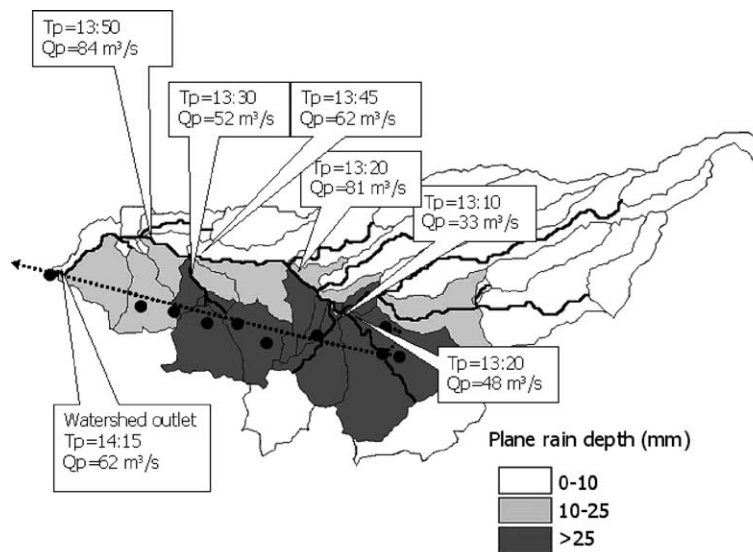 Tp=13:50
Qp=84 m³/s
Tp=13:30
Qp=52 m³/s
Tp=13:45
Qp=62 m³/s
Tp=13:20
Qp=81 m³/s
Tp=13:10
Qp=33 m³/s
Tp=13:20
Qp=48 m³/s
Watershed outlet
Tp=14:15
Qp=62 m³/s
Plane rain depth (mm)
0-10
10-25
>25